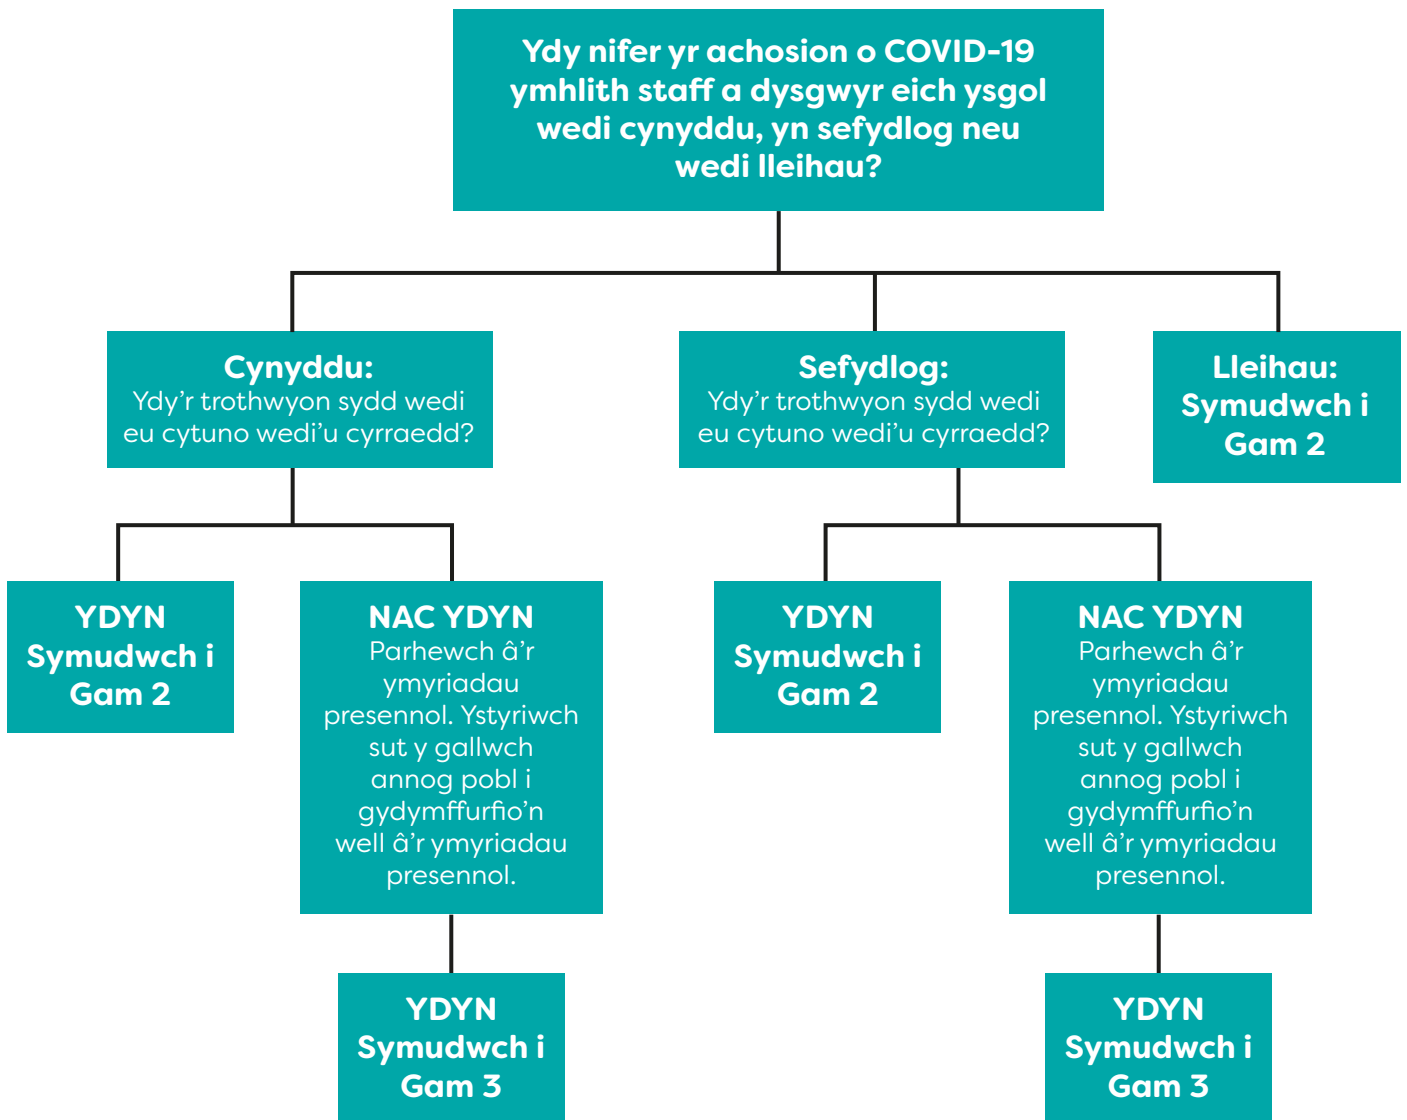 Ydy nifer yr achosion o COVID-19
ymhlith staff a dysgwyr eich ysgol
wedi cynyddu, yn sefydlog neu
wedi lleihau?
Cynyddu:
Ydy’r trothwyon sydd wedi
eu cytuno wedi’u cyrraedd?
Sefydlog:
Ydy’r trothwyon sydd wedi
eu cytuno wedi’u cyrraedd?
Lleihau:
Symudwch i
Gam 2
YDYN
Symudwch i
Gam 2
NAC YDYN
Parhewch â’r
ymyriadau
presennol. Ystyriwch
sut y gallwch
annog pobl i
gydymffurfio’n
well â’r ymyriadau
presennol.
YDYN
Symudwch i
Gam 2
NAC YDYN
Parhewch â’r
ymyriadau
presennol. Ystyriwch
sut y gallwch
annog pobl i
gydymffurfio’n
well â’r ymyriadau
presennol.
YDYN
Symudwch i
Gam 3
YDYN
Symudwch i
Gam 3